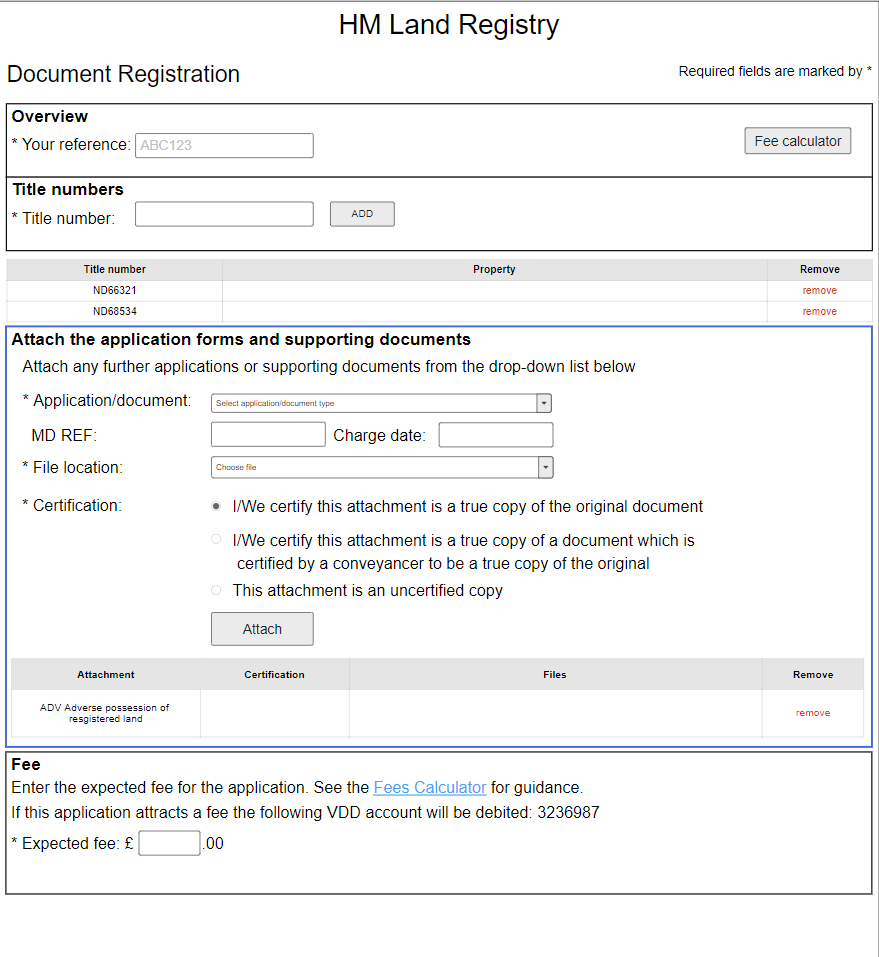 HM Land Registry
Document Registration
Required fields are marked by *
Overview
* Your reference: ABC123
Fee calculator
Title numbers
* Title number:
ADD
Title number Property Remove
ND66321 remove
ND68534 remove
Attach the application forms and supporting documents
Attach any further applications or supporting documents from the drop-down list below
* Application/document: Select application/document type
MD REF: Charge date:
* File location: Choose file
* Certification: I/We certify this attachment is a true copy of the original document
I/We certify this attachment is a true copy of a document which is
certified by a conveyancer to be a true copy of the original
This attachment is an uncertified copy
Attach
Attachment Certification Files Remove
ADV Adverse possession of
resgistered land
remove
Fee
Enter the expected fee for the application. See the Fees Calculator for guidance.
If this application attracts a fee the following VDD account will be debited: 3236987
* Expected fee: £ .00